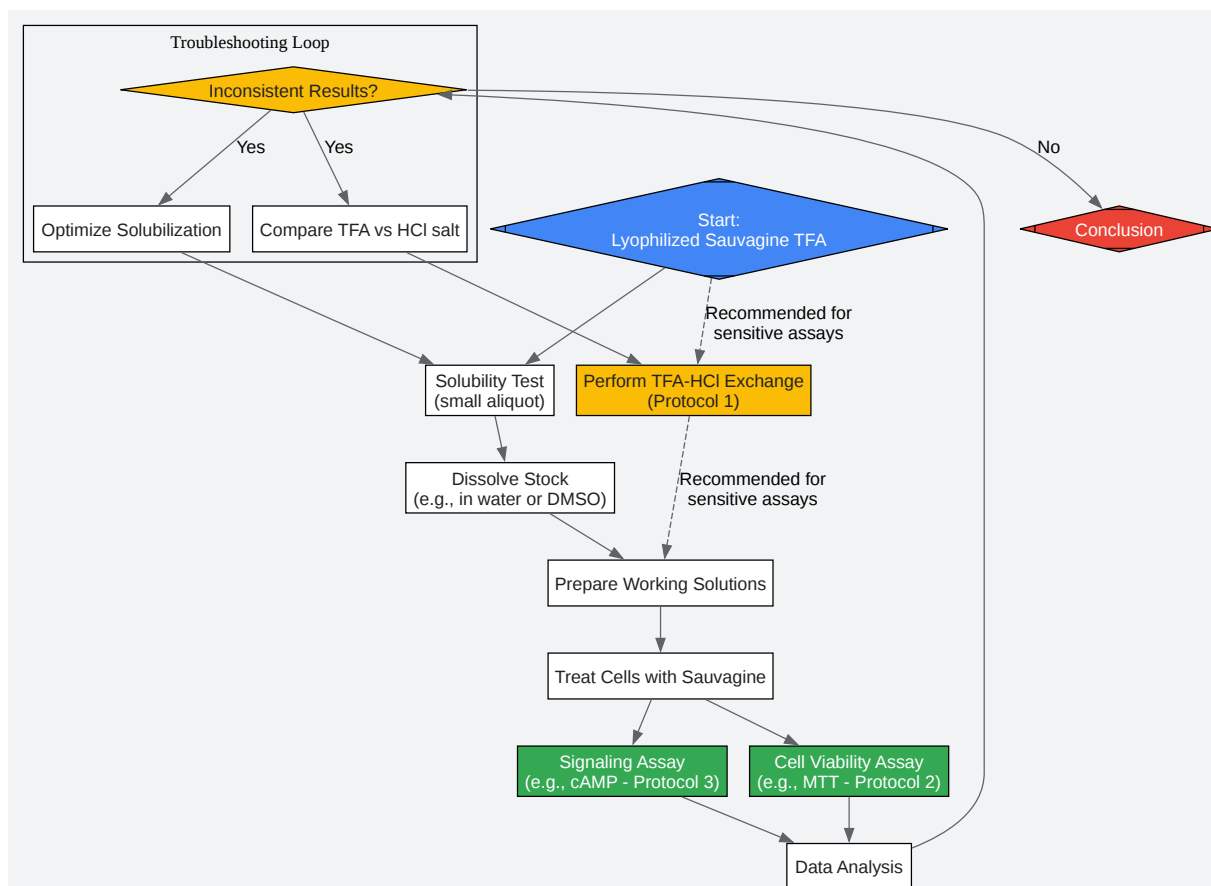 Troubleshooting Loop
Inconsistent Results?
Yes
Yes
No
Optimize Solubilization
Compare TFA vs HCl salt
Start:
Lyophilized Sauvagine TFA
Conclusion
Recommended for
sensitive assays
Solubility Test
(small aliquot)
Perform TFA-HCl Exchange
(Protocol 1)
Dissolve Stock
(e.g., in water or DMSO)
Recommended for
sensitive assays
Prepare Working Solutions
Treat Cells with Sauvagine
Signaling Assay
(e.g., cAMP - Protocol 3)
Cell Viability Assay
(e.g., MTT - Protocol 2)
Data Analysis